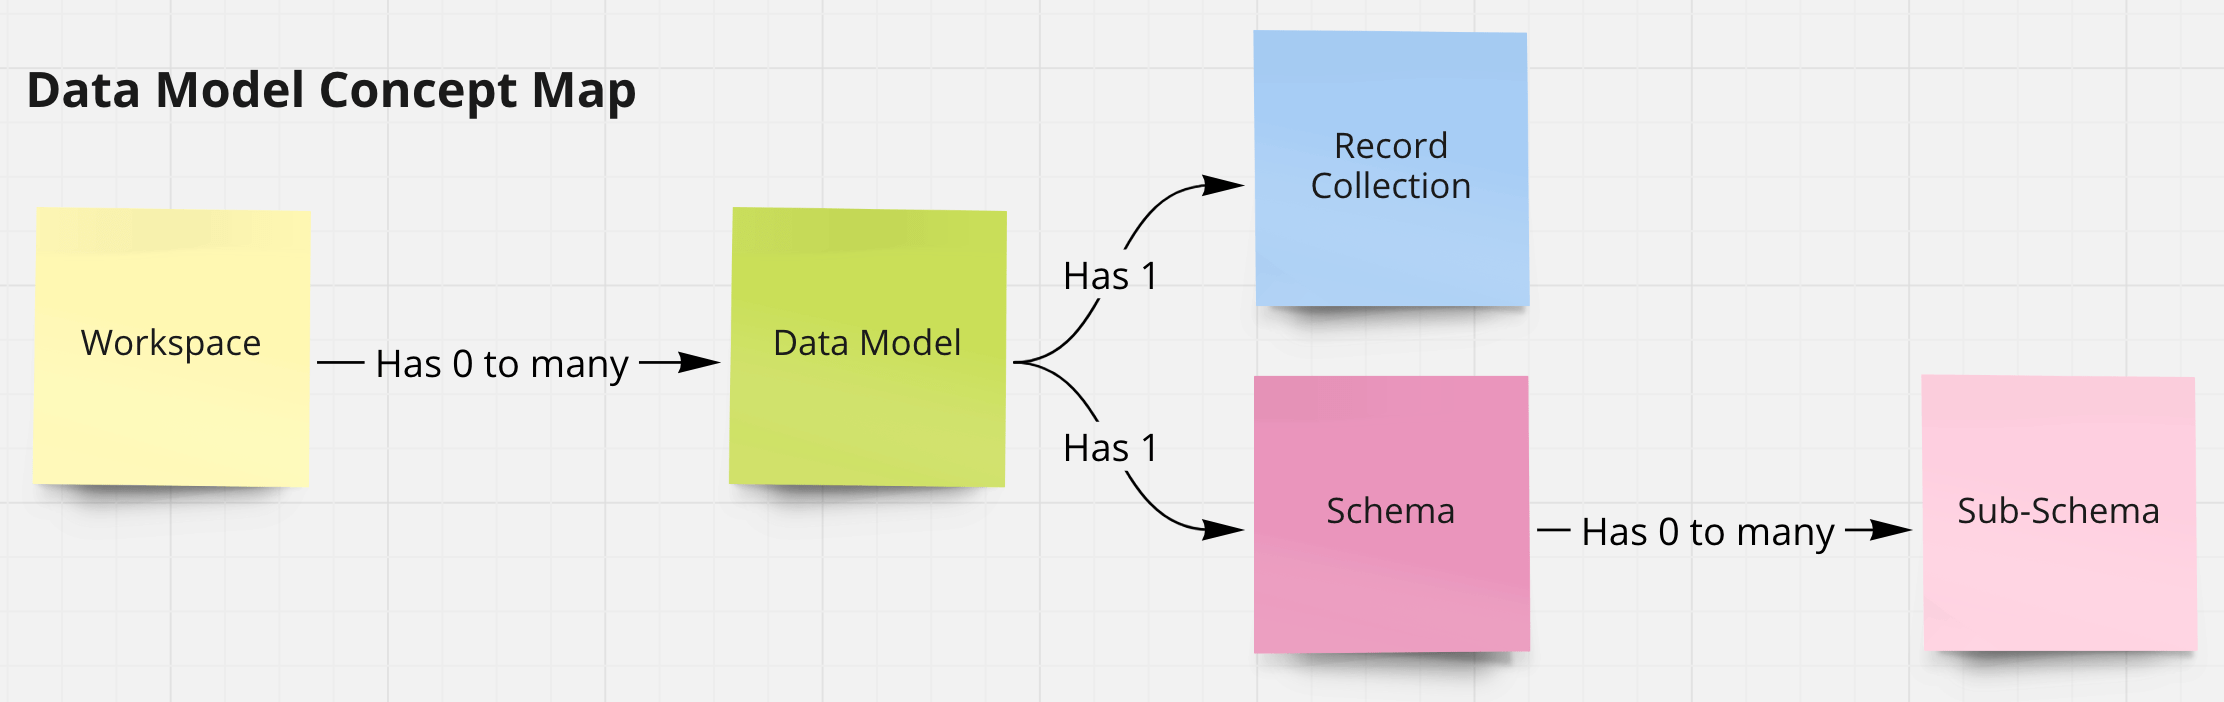 Data Model Concept Map
Workspace
Has 0 to many
Data Model
Has 1
Record
Collection
Has 1
Schema
Has 0 to many
Sub-Schema